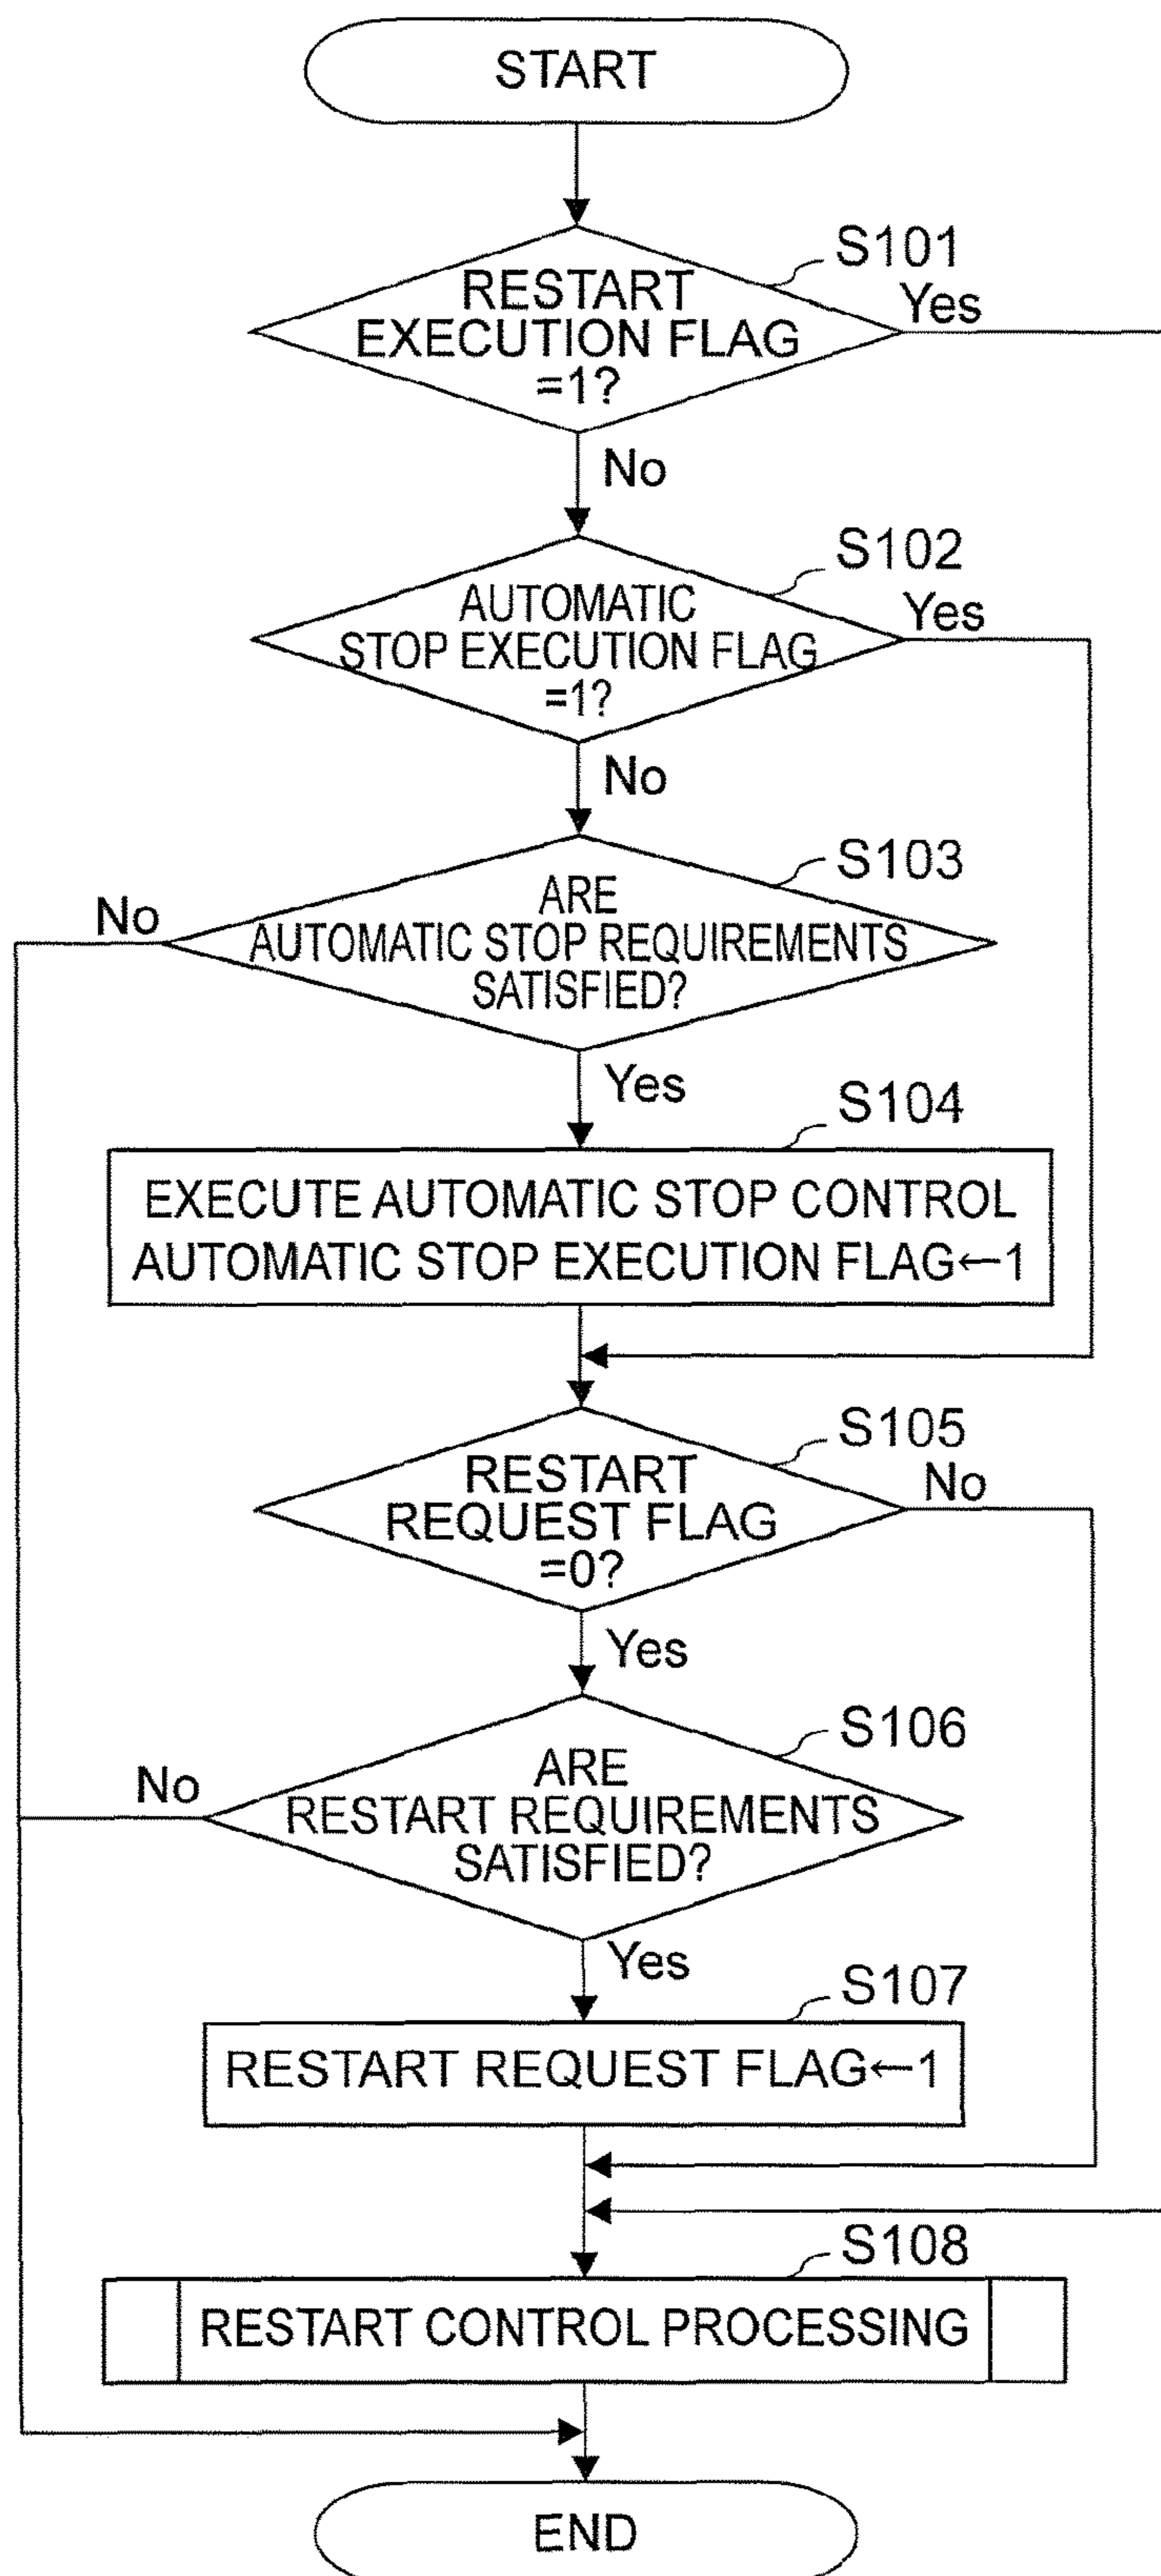 START
S101
RESTART
EXECUTION FLAG
=1?
Yes
No
S102
AUTOMATIC
STOP EXECUTION FLAG
=1?
Yes
No
S103
ARE
AUTOMATIC STOP REQUIREMENTS
SATISFIED?
No
Yes
S104
EXECUTE AUTOMATIC STOP CONTROL
AUTOMATIC STOP EXECUTION FLAG←1
S105
RESTART
REQUEST FLAG
=0?
No
Yes
S106
ARE
RESTART REQUIREMENTS
SATISFIED?
No
Yes
S107
RESTART REQUEST FLAG←1
S108
RESTART CONTROL PROCESSING
END